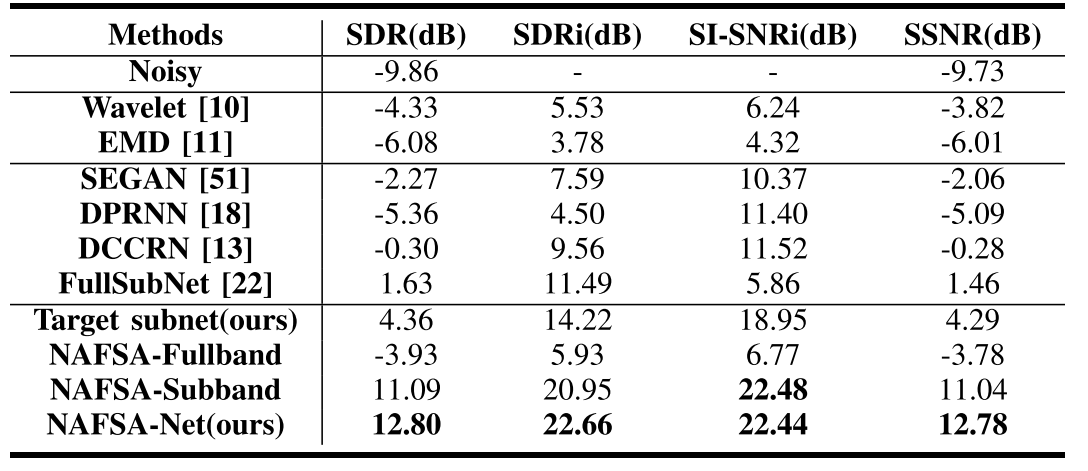 Methods SDR(dB) SDRi(dB) SI-SNRi(dB) SSNR(dB)
Noisy -9.86 - - -9.73
Wavelet [10] -4.33 5.53 6.24 -3.82
EMD [11] -6.08 3.78 4.32 -6.01
SEGAN [51] -2.27 7.59 10.37 -2.06
DPRNN [18] -5.36 4.50 11.40 -5.09
DCCRN [13] -0.30 9.56 11.52 -0.28
FullSubNet [22] 1.63 11.49 5.86 1.46
Target subnet(ours) 4.36 14.22 18.95 4.29
NAFSA-Fullband -3.93 5.93 6.77 -3.78
NAFSA-Subband 11.09 20.95 22.48 11.04
NAFSA-Net(ours) 12.80 22.66 22.44 12.78